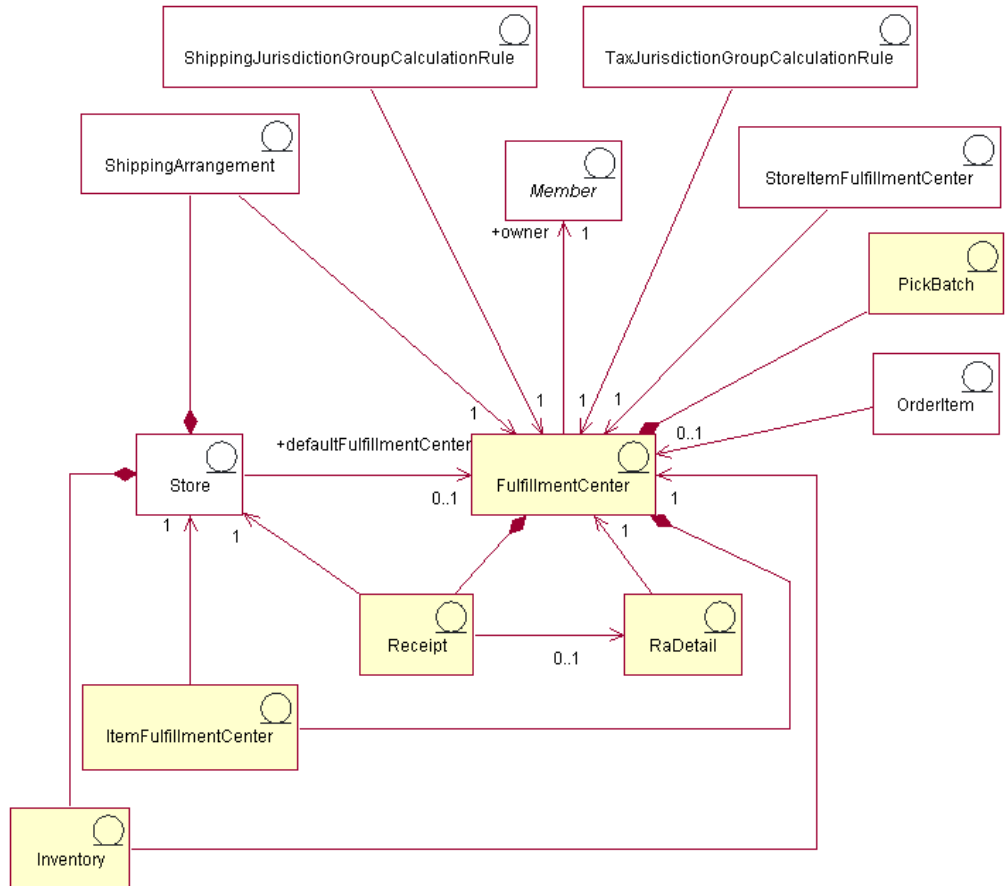 ShippingJurisdictionGroupCalculationRule
TaxJurisdictionGroupCalculationRule
ShippingArrangement
Member
StoreItemFulfillmentCenter
+owner
1
PickBatch
OrderItem
1
1
1
1
0..1
+defaultFulfillmentCenter
Store
FulfillmentCenter
0..1
1
1
1
1
Receipt
RaDetail
0..1
ItemFulfillmentCenter
Inventory